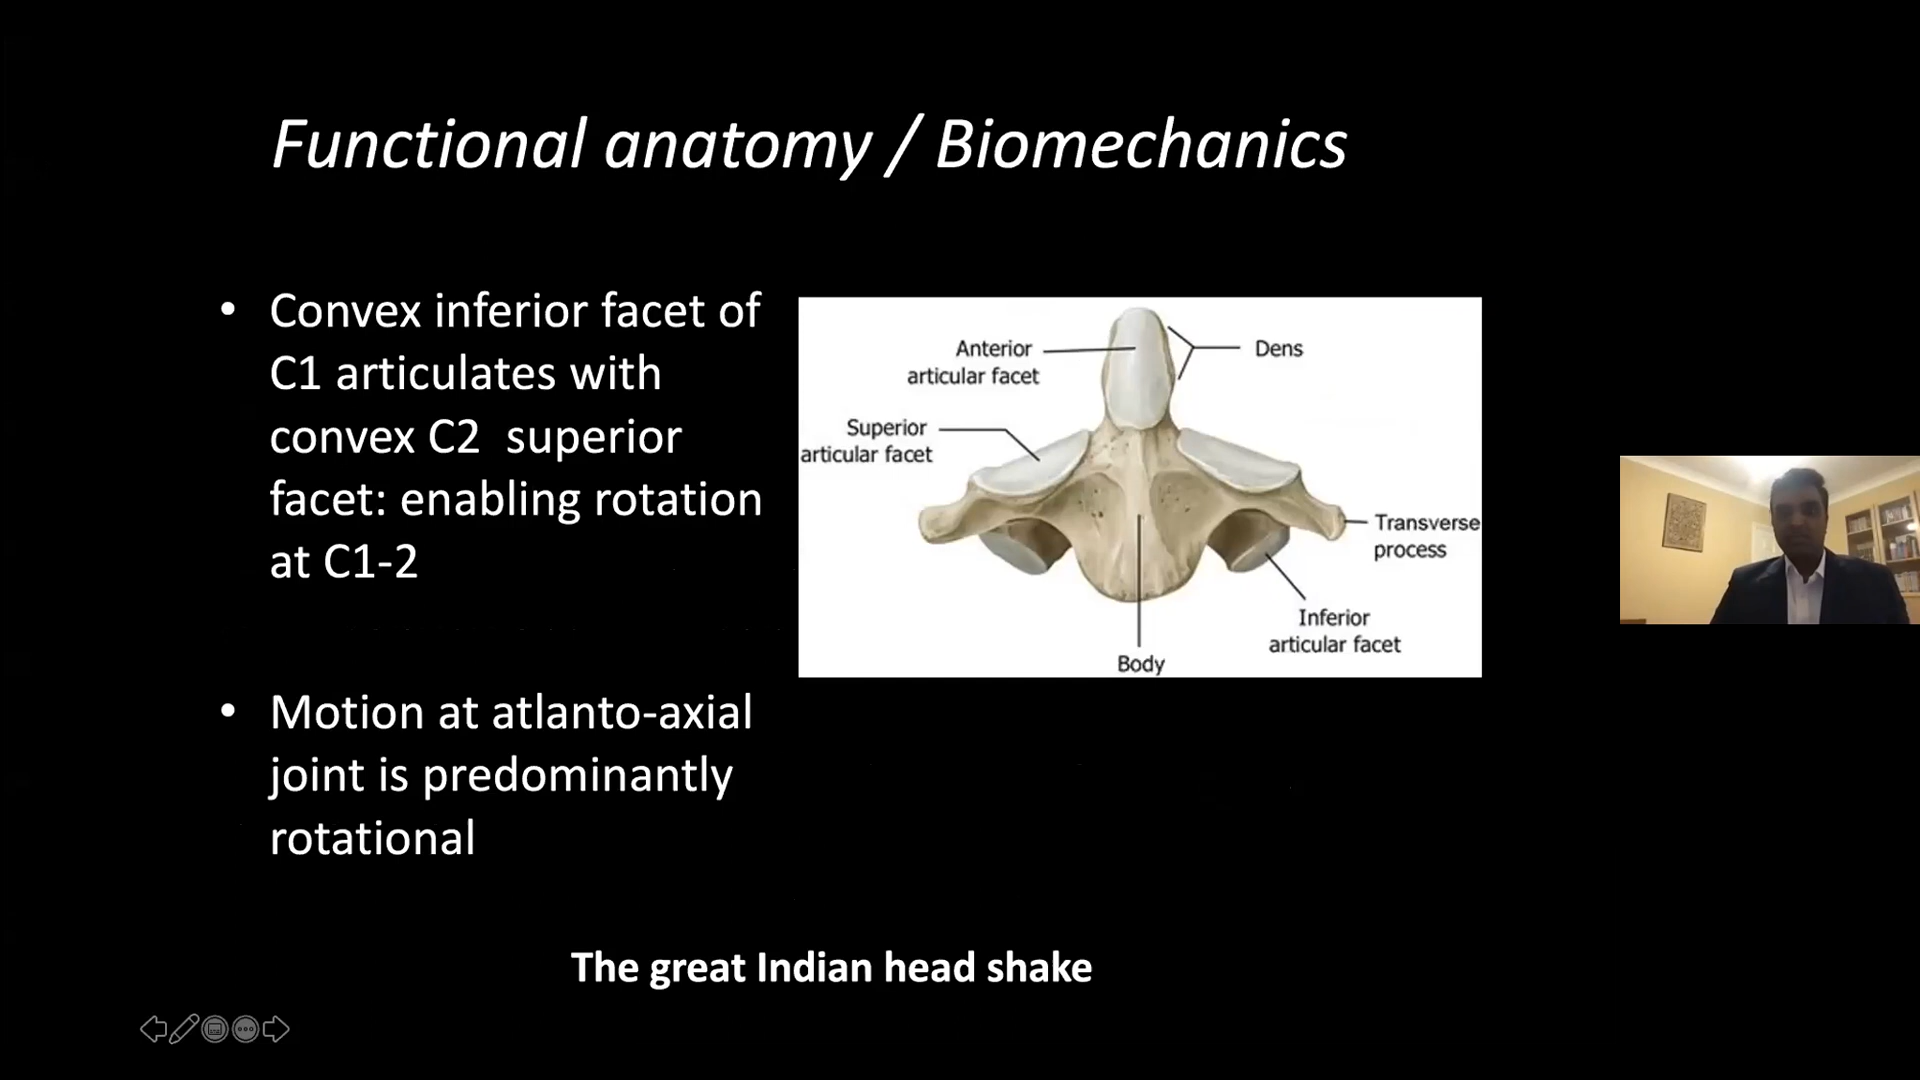 Functional anatomy / Biomechanics
• Convex inferior facet of
C1 articulates with
convex C2 superior
facet: enabling rotation
at C1-2
Anterior
articular facet
Dens
Superior
articular facet
Transverse
process
Inferior
articular facet
Body
• Motion at atlanto-axial
joint is predominantly
rotational
The great Indian head shake